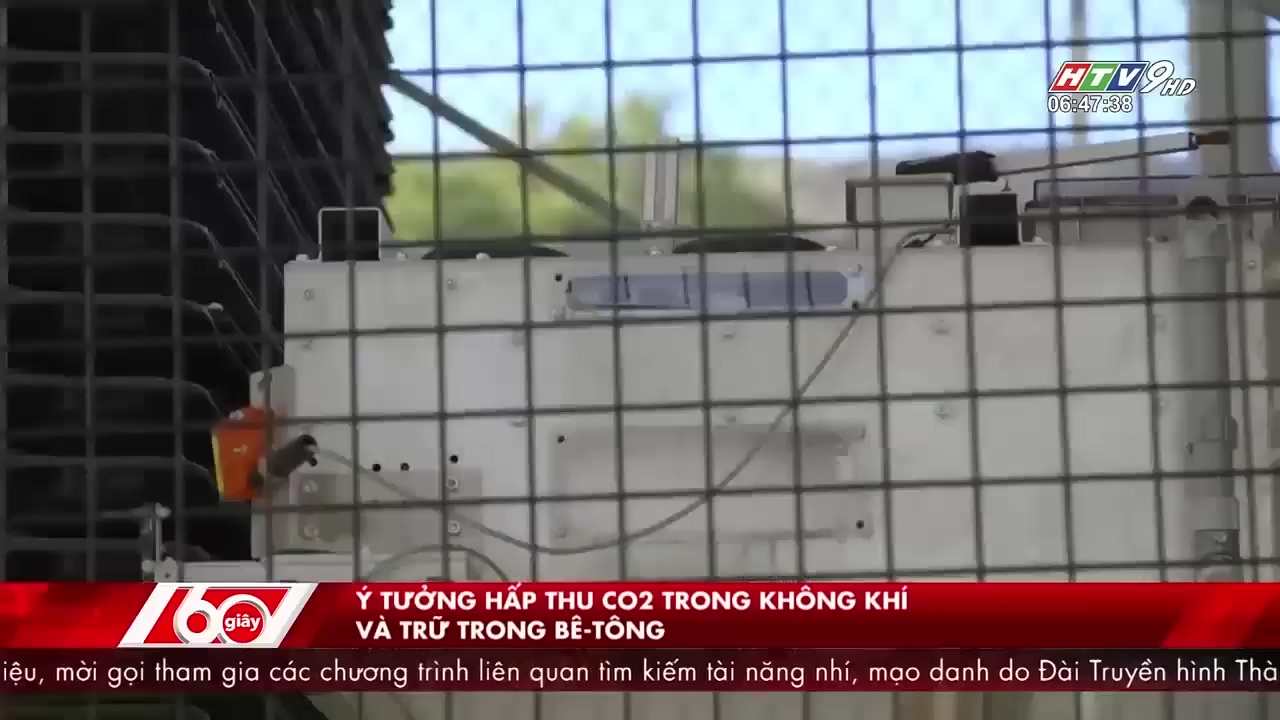 HTV9 HD
06:47:38
60 giây
Ý TƯỞNG HẤP THU CO2 TRONG KHÔNG KHÍ
VÀ TRỮ TRONG BÊ-TÔNG
iệu, mời gọi tham gia các chương trình liên quan tìm kiếm tài năng nhí, mạo danh do Đài Truyền hình Thà